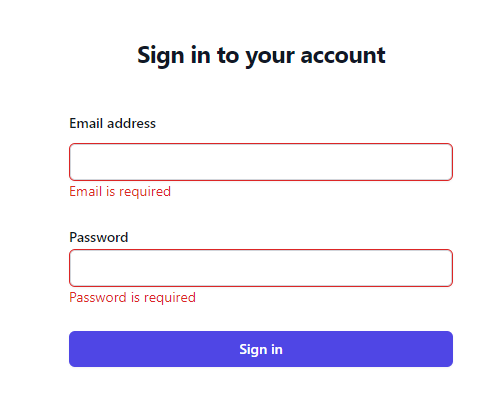 Sign in to your account
Email address
Email is required
Password
Password is required
Sign in